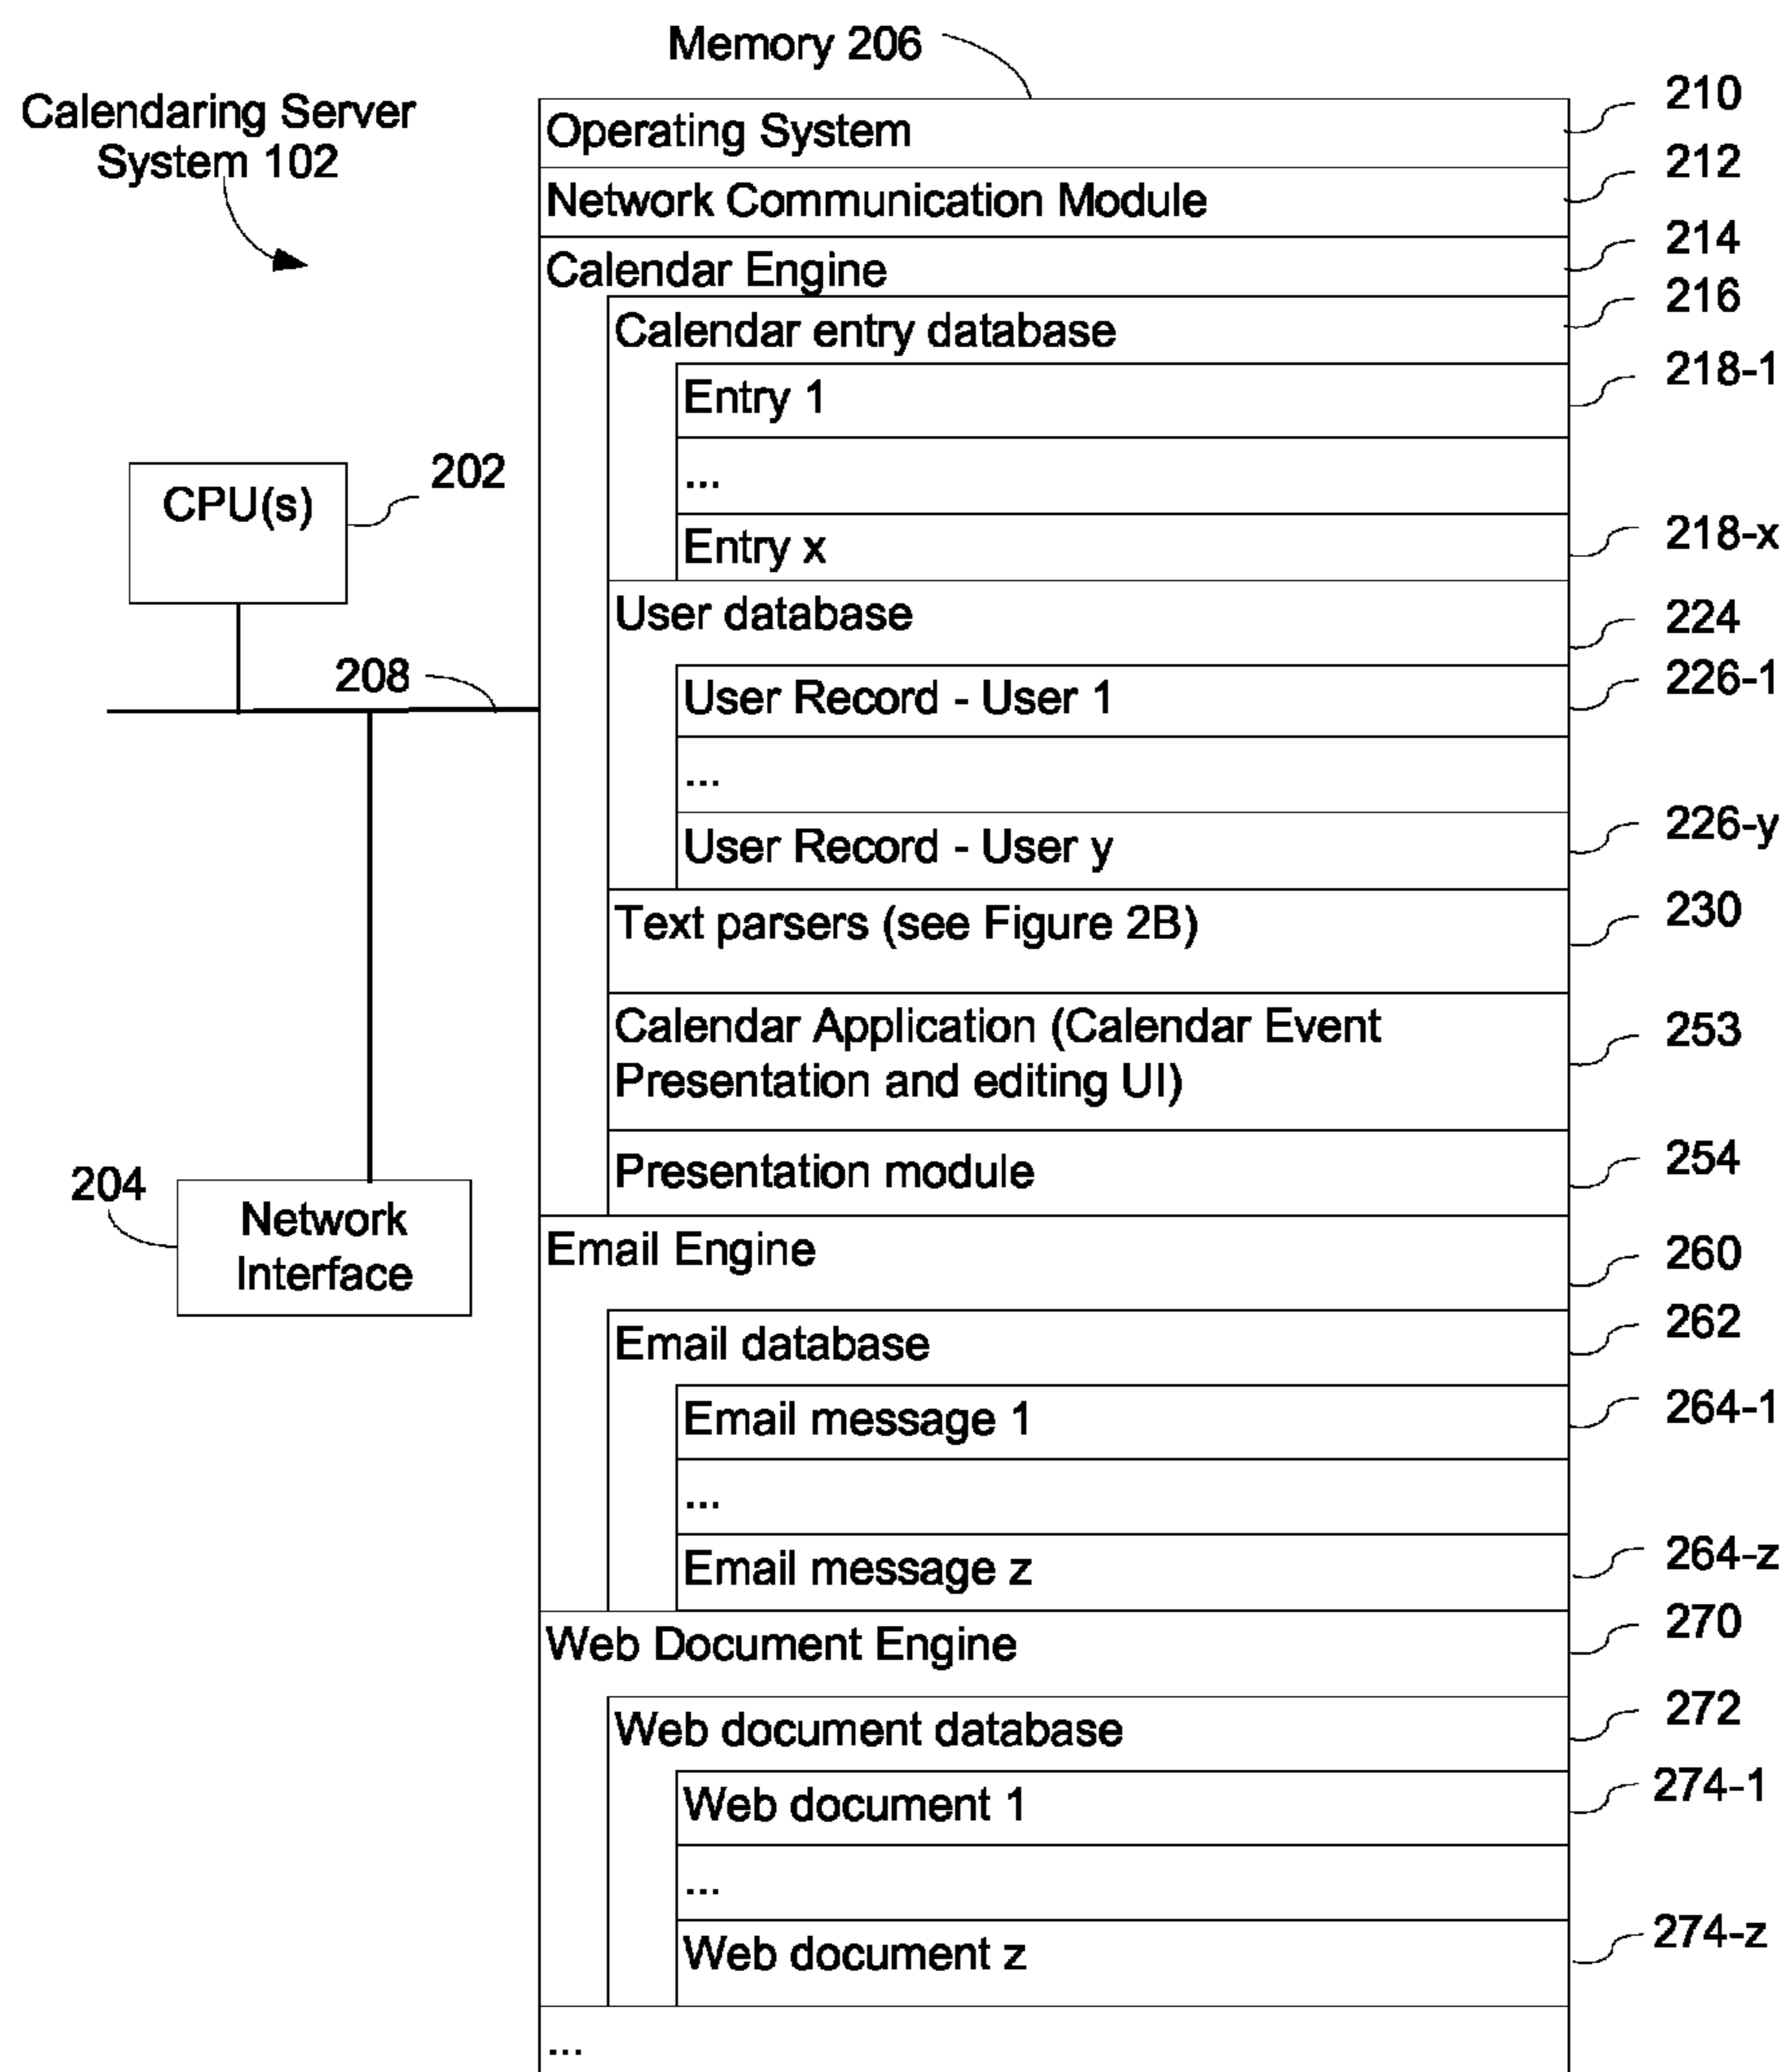 Memory 206
Calendaring Server
System 102
Operating System
210
Network Communication Module
212
Calendar Engine
214
Calendar entry database
216
Entry 1
218-1
...
Entry x
218-x
CPU(s)
202
User database
224
208
User Record - User 1
226-1
...
User Record - User y
226-y
Text parsers (see Figure 2B)
230
Calendar Application (Calendar Event
Presentation and editing UI)
253
Presentation module
254
204
Network
Interface
Email Engine
260
Email database
262
Email message 1
264-1
...
Email message z
264-z
Web Document Engine
270
Web document database
272
Web document 1
274-1
...
Web document z
274-z
...